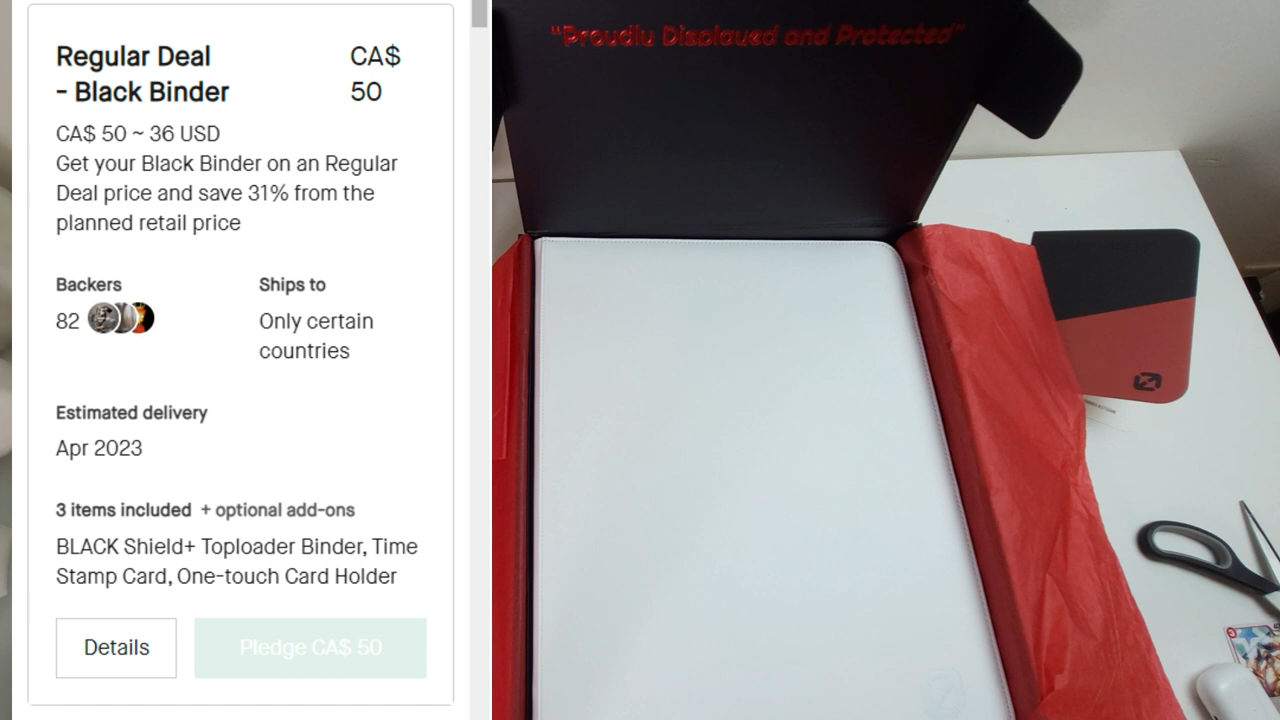 Regular Deal
- Black Binder
CA$
50
CA$ 50 ~ 36 USD
Get your Black Binder on an Regular
Deal price and save 31% from the
planned retail price
Backers
82
Ships to
Only certain
countries
Estimated delivery
Apr 2023
3 items included + optional add-ons
BLACK Shield+ Toploader Binder, Time
Stamp Card, One-touch Card Holder
Details
Pledge CA$ 50
"Proudly Displayed and Protected"